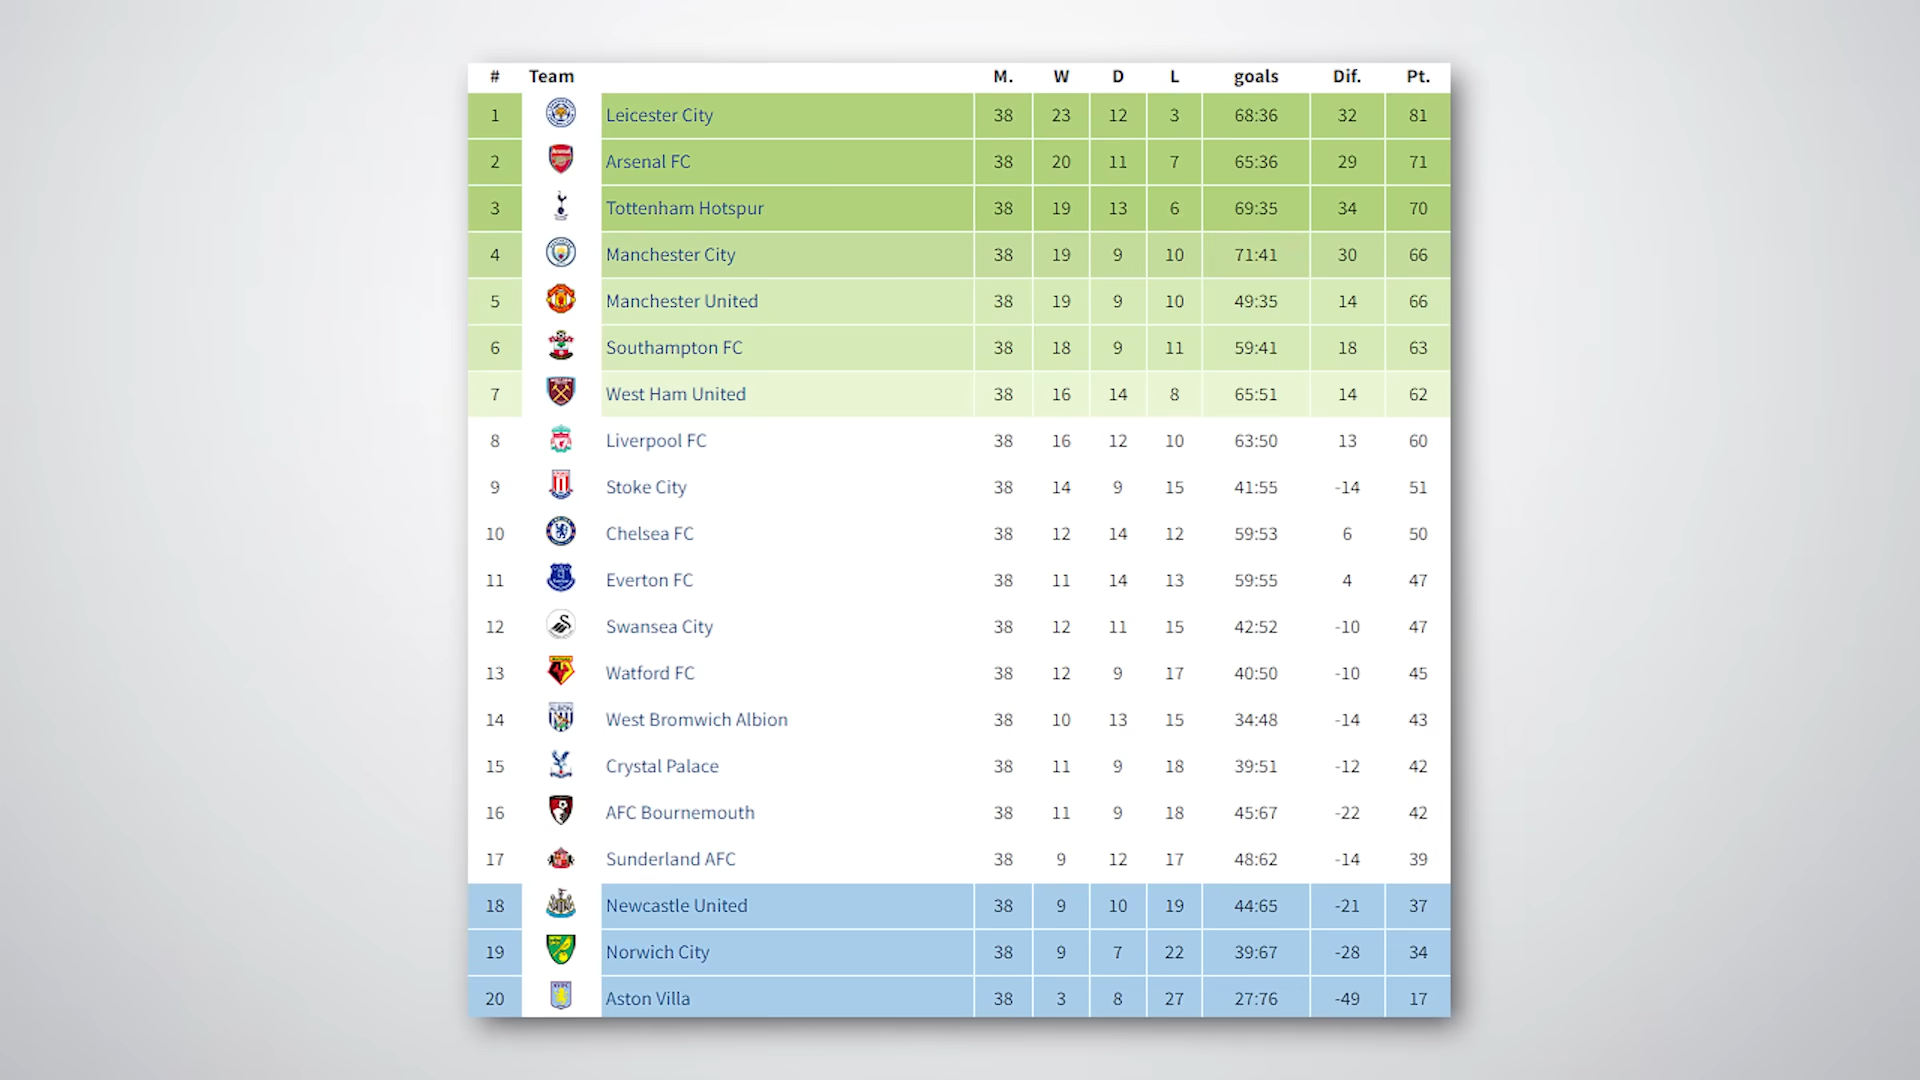 # Team M. W D L goals Dif. Pt.
1 Leicester City 38 23 12 3 68:36 32 81
2 Arsenal FC 38 20 11 7 65:36 29 71
3 Tottenham Hotspur 38 19 13 6 69:35 34 70
4 Manchester City 38 19 9 10 71:41 30 66
5 Manchester United 38 19 9 10 49:35 14 66
6 Southampton FC 38 18 9 11 59:41 18 63
7 West Ham United 38 16 14 8 65:51 14 62
8 Liverpool FC 38 16 12 10 63:50 13 60
9 Stoke City 38 14 9 15 41:55 -14 51
10 Chelsea FC 38 12 14 12 59:53 6 50
11 Everton FC 38 11 14 13 59:55 4 47
12 Swansea City 38 12 11 15 42:52 -10 47
13 Watford FC 38 12 9 17 40:50 -10 45
14 West Bromwich Albion 38 10 13 15 34:48 -14 43
15 Crystal Palace 38 11 9 18 39:51 -12 42
16 AFC Bournemouth 38 11 9 18 45:67 -22 42
17 Sunderland AFC 38 9 12 17 48:62 -14 39
18 Newcastle United 38 9 10 19 44:65 -21 37
19 Norwich City 38 9 7 22 39:67 -28 34
20 Aston Villa 38 3 8 27 27:76 -49 17